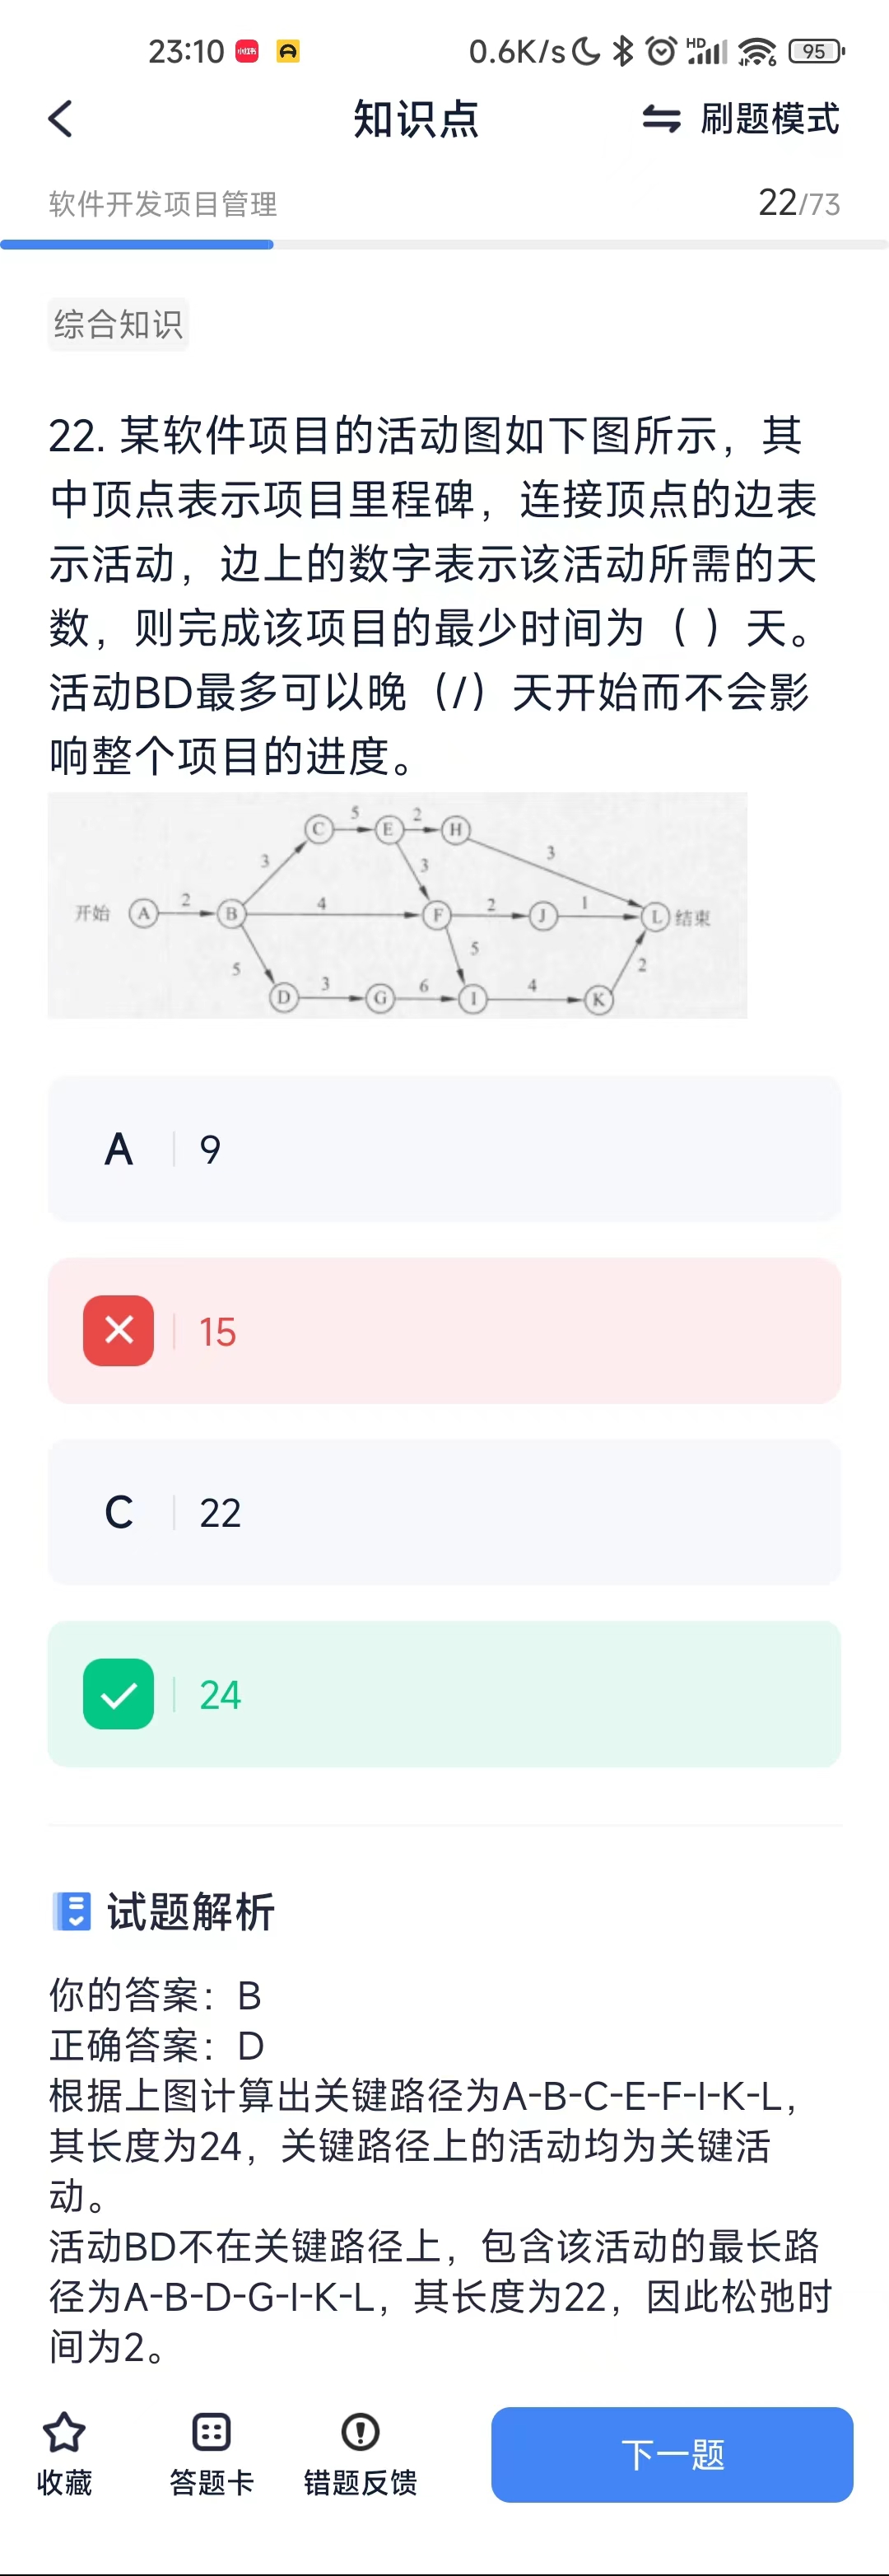 23:10 小红书 0.6K/s HD 6 95
知识点 刷题模式
软件开发项目管理 22/73
综合知识
22. 某软件项目的活动图如下图所示，其
中顶点表示项目里程碑，连接顶点的边表
示活动，边上的数字表示该活动所需的天
数，则完成该项目的最少时间为（ ）天。
活动BD最多可以晚（/）天开始而不会影
响整个项目的进度。
C 5 E 2 H
3 3 3
开始 A 2 B 4 F 2 J 1 L 结束
5 5 2
D 3 G 6 I 4 K
A 9
15
C 22
24
试题解析
你的答案：B
正确答案：D
根据上图计算出关键路径为A-B-C-E-F-I-K-L，
其长度为24，关键路径上的活动均为关键活
动。
活动BD不在关键路径上，包含该活动的最长路
径为A-B-D-G-I-K-L，其长度为22，因此松弛时
间为2。
收藏 答题卡 错题反馈 下一题